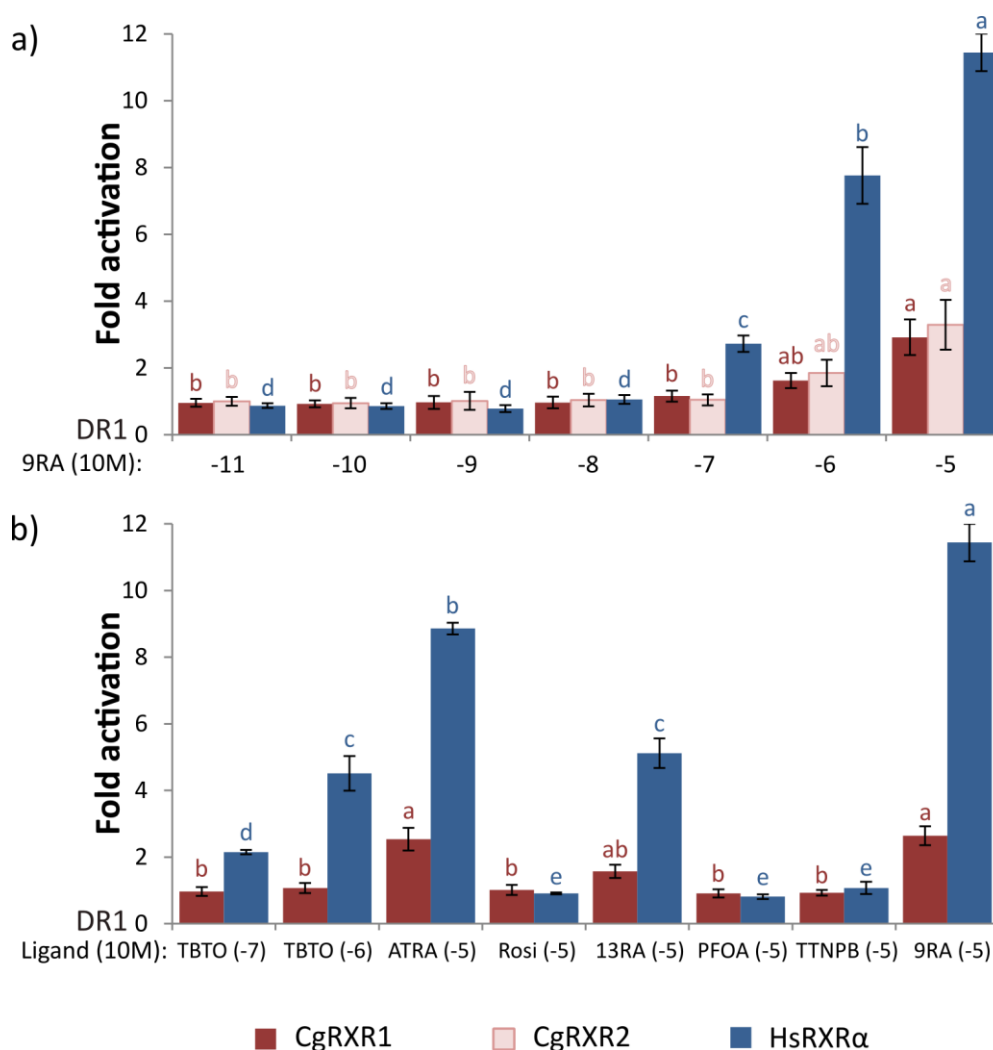 a)
Fold activation
12
10
8
6
4
2
0
DR1
b b d b b d b b d b b d b b c ab ab b a a a
9RA (10M): -11 -10 -9 -8 -7 -6 -5
b)
Fold activation
12
10
8
6
4
2
0
DR1
b d b c a b b e ab c b e b e a a
Ligand (10M): TBTO (-7) TBTO (-6) ATRA (-5) Rosi (-5) 13RA (-5) PFOA (-5) TTNPB (-5) 9RA (-5)
CgRXR1 CgRXR2 HsRXRα